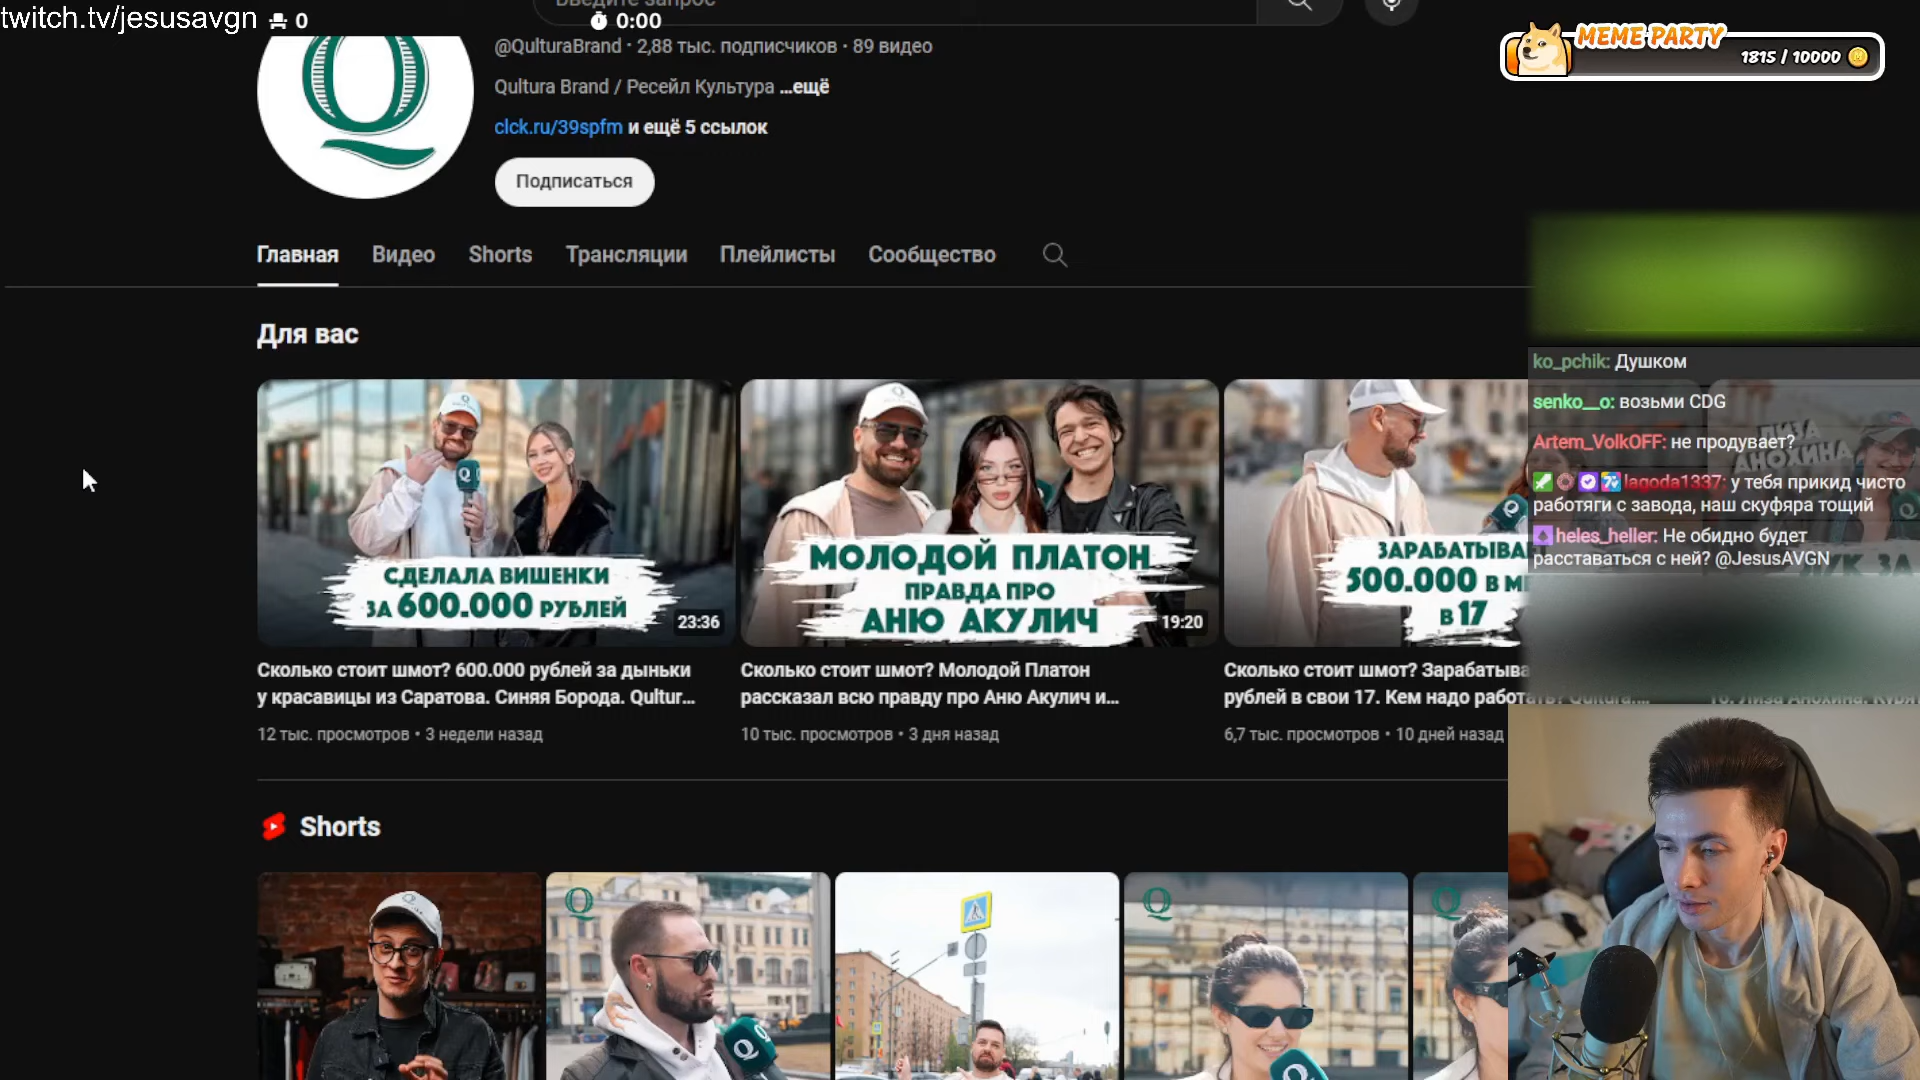 twitch.tv/jesusavgn 0
0:00
MEME PARTY
1815 / 10000
@QulturaBrand · 2,88 тыс. подписчиков · 89 видео
Qultura Brand / Ресейл Культура ...ещё
clck.ru/39spfm и ещё 5 ссылок
Подписаться
Главная Видео Shorts Трансляции Плейлисты Сообщество
Для вас
СДЕЛАЛА ВИШЕНКИ
ЗА 600.000 РУБЛЕЙ
23:36
МОЛОДОЙ ПЛАТОН
ПРАВДА ПРО
АНЮ АКУЛИЧ
19:20
ЗАРАБАТЫВА
500.000 В М
В 17
Сколько стоит шмот? 600.000 рублей за дыньки
у красавицы из Саратова. Синяя Борода. Qultur...
12 тыс. просмотров · 3 недели назад
Сколько стоит шмот? Молодой Платон
рассказал всю правду про Аню Акулич и...
10 тыс. просмотров · 3 дня назад
Сколько стоит шмот? Зарабатыва
рублей в свои 17. Кем надо работать? Qultura....
6,7 тыс. просмотров · 10 дней назад
ko_pchik: Душком
senko__o: возьми CDG
Artem_VolkOFF: не продувает?
lagoda1337: у тебя прикид чисто
работяги с завода, наш скуфяра тощий
heles_heller: Не обидно будет
расставаться с ней? @JesusAVGN
ЛИЗА
АНОХИНА
Shorts